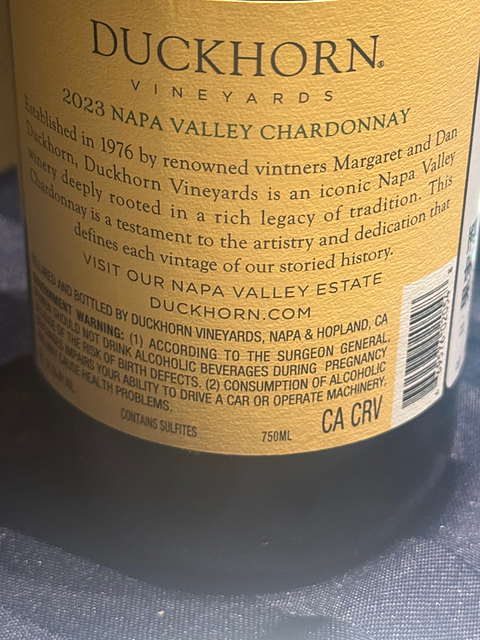 DUCKHORN®
VINEYARDS
2023 NAPA VALLEY CHARDONNAY
Established in 1976 by renowned vintners Margaret and Dan
Duckhorn, Duckhorn Vineyards is an iconic Napa Valley
winery deeply rooted in a rich legacy of tradition. This
Chardonnay is a testament to the artistry and dedication that
defines each vintage of our storied history.
VISIT OUR NAPA VALLEY ESTATE
DUCKHORN.COM
AND BOTTLED BY DUCKHORN VINEYARDS, NAPA & HOPLAND, CA
WARNING: (1) ACCORDING TO THE SURGEON GENERAL,
SHOULD NOT DRINK ALCOHOLIC BEVERAGES DURING PREGNANCY
OF THE RISK OF BIRTH DEFECTS. (2) CONSUMPTION OF ALCOHOLIC
IMPAIRS YOUR ABILITY TO DRIVE A CAR OR OPERATE MACHINERY,
MAY CAUSE HEALTH PROBLEMS.
CONTAINS SULFITES
750ML
CA CRV